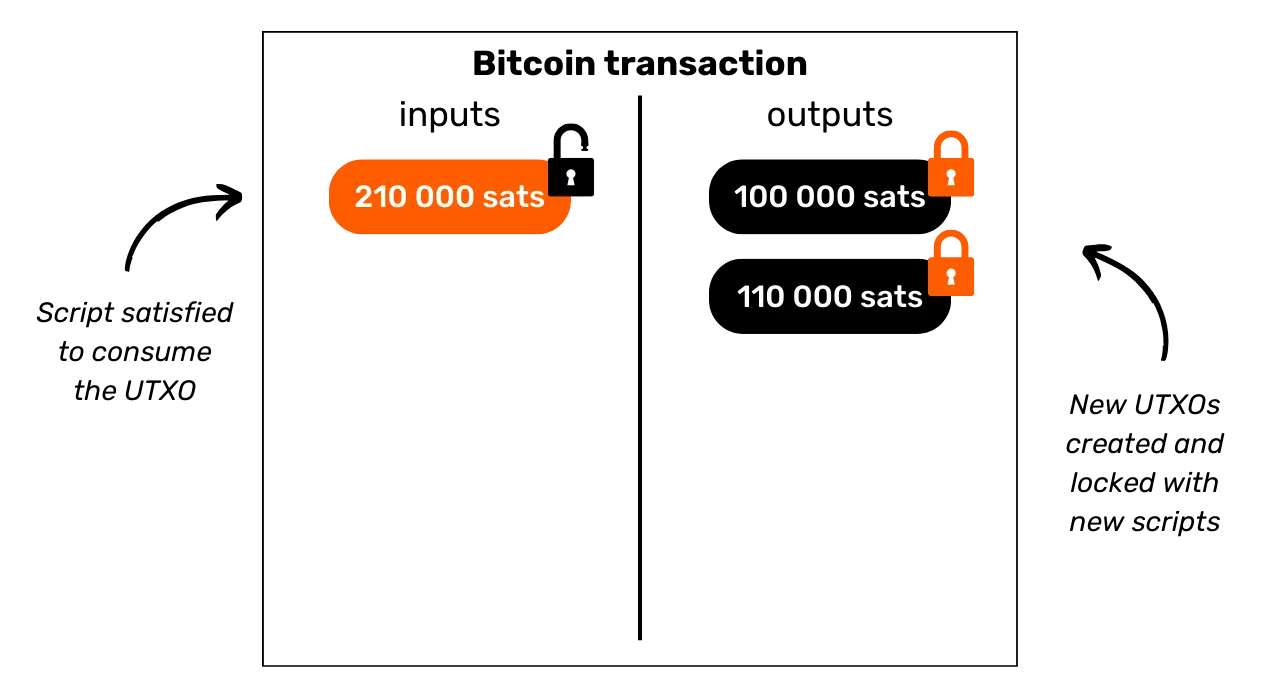 Bitcoin transaction
inputs
outputs
210 000 sats
100 000 sats
110 000 sats
Script satisfied
to consume
the UTXO
New UTXOs
created and
locked with
new scripts